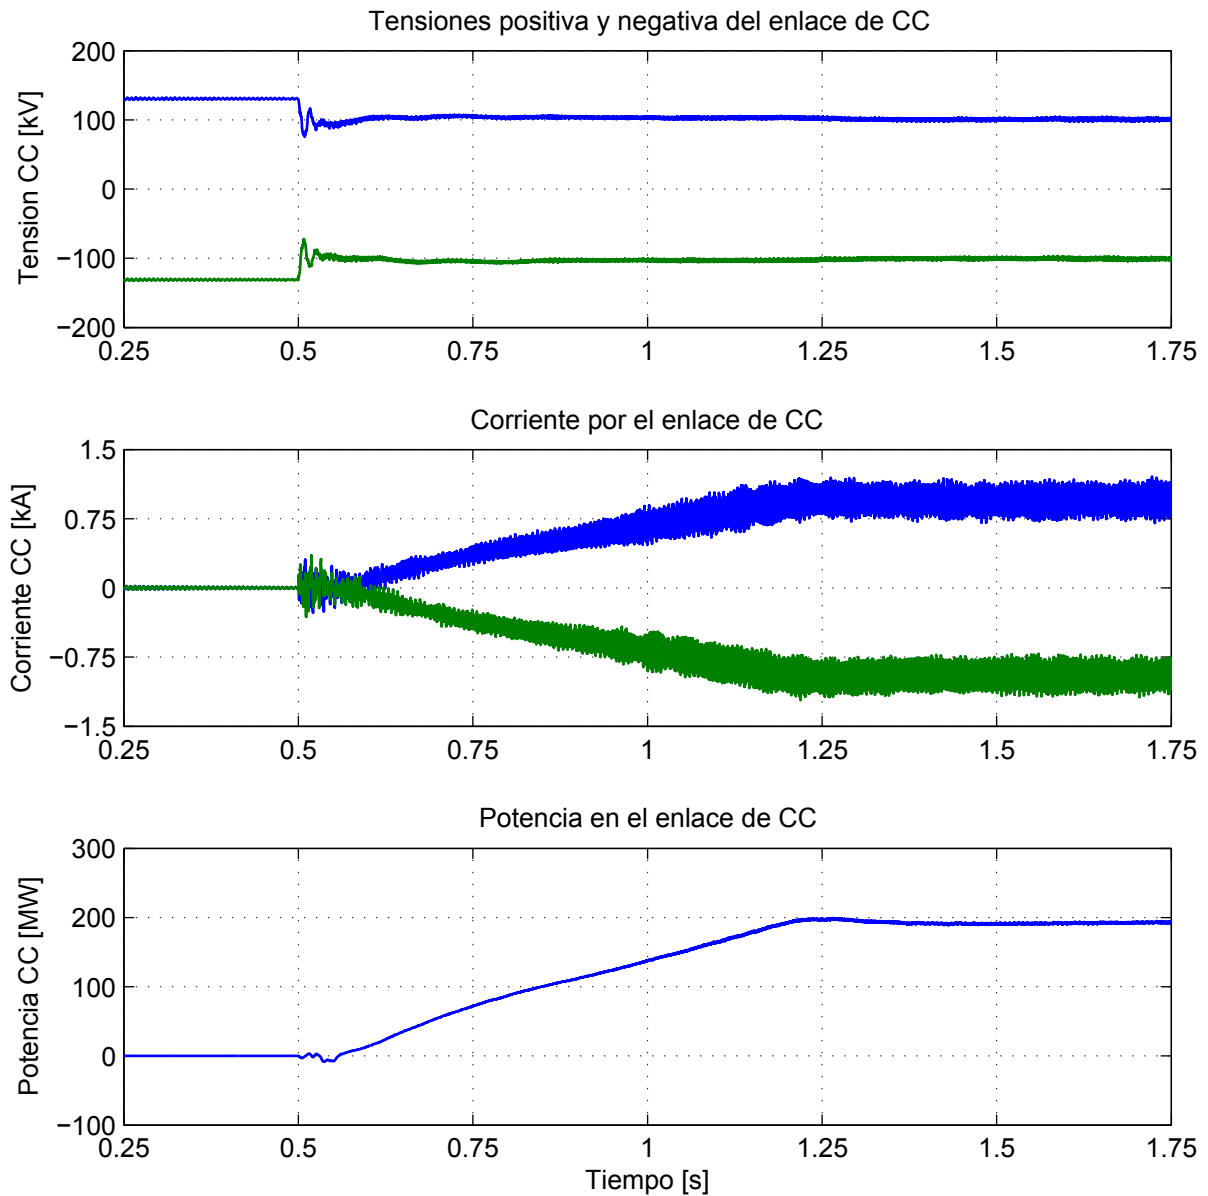 Tensiones positiva y negativa del enlace de CC
Tension CC [kV]
200
100
0
−100
−200
0.25 0.5 0.75 1 1.25 1.5 1.75
Corriente por el enlace de CC
Corriente CC [kA]
1.5
0.75
0
−0.75
−1.5
0.25 0.5 0.75 1 1.25 1.5 1.75
Potencia en el enlace de CC
Potencia CC [MW]
300
200
100
0
−100
0.25 0.5 0.75 1 1.25 1.5 1.75
Tiempo [s]